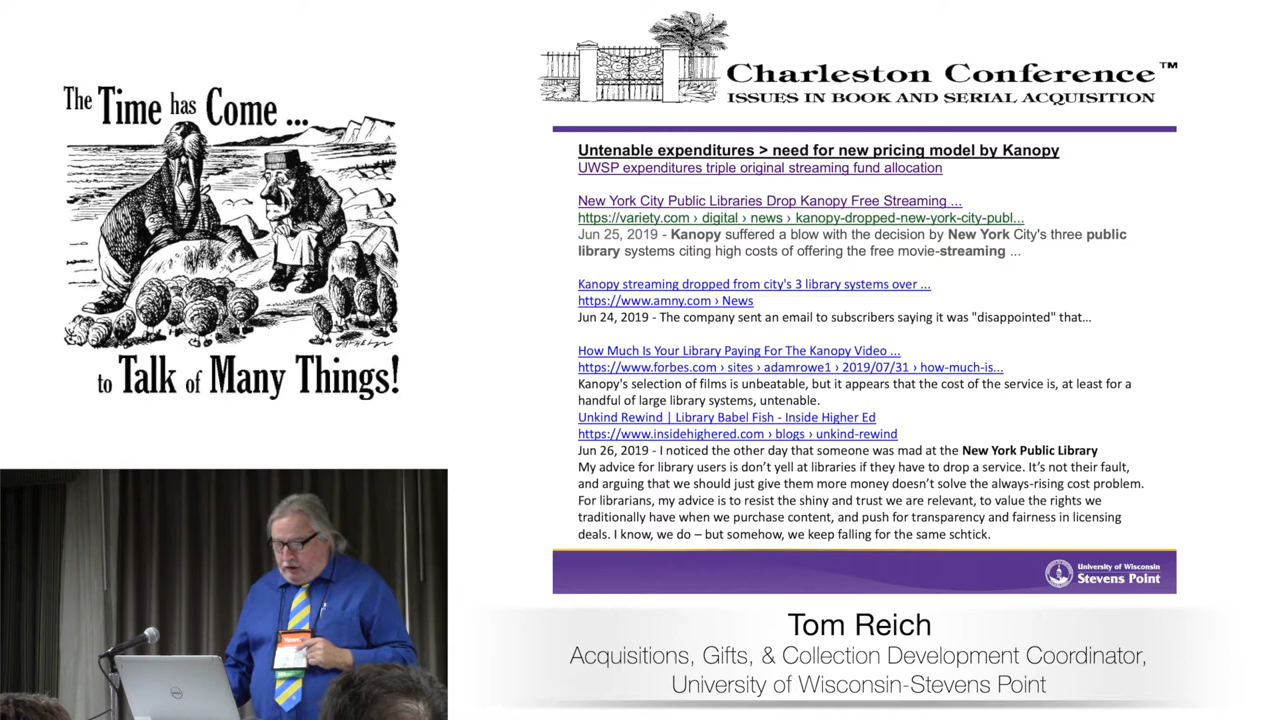 The Time has Come ...
to Talk of Many Things!
Charleston Conference™
ISSUES IN BOOK AND SERIAL ACQUISITION
Untenable expenditures > need for new pricing model by Kanopy
UWSP expenditures triple original streaming fund allocation
New York City Public Libraries Drop Kanopy Free Streaming ...
https://variety.com › digital › news › kanopy-dropped-new-york-city-publ...
Jun 25, 2019 - Kanopy suffered a blow with the decision by New York City's three public
library systems citing high costs of offering the free movie-streaming ...
Kanopy streaming dropped from city's 3 library systems over ...
https://www.amny.com › News
Jun 24, 2019 - The company sent an email to subscribers saying it was "disappointed" that...
How Much Is Your Library Paying For The Kanopy Video ...
https://www.forbes.com › sites › adamrowe1 › 2019/07/31 › how-much-is...
Kanopy's selection of films is unbeatable, but it appears that the cost of the service is, at least for a
handful of large library systems, untenable.
Unkind Rewind | Library Babel Fish - Inside Higher Ed
https://www.insidehighered.com › blogs › unkind-rewind
Jun 26, 2019 - I noticed the other day that someone was mad at the New York Public Library
My advice for library users is don't yell at libraries if they have to drop a service. It's not their fault,
and arguing that we should just give them more money doesn't solve the always-rising cost problem.
For librarians, my advice is to resist the shiny and trust we are relevant, to value the rights we
traditionally have when we purchase content, and push for transparency and fairness in licensing
deals. I know, we do – but somehow, we keep falling for the same schtick.
University of Wisconsin
Stevens Point
Tom Reich
Acquisitions, Gifts, & Collection Development Coordinator,
University of Wisconsin-Stevens Point
DELL